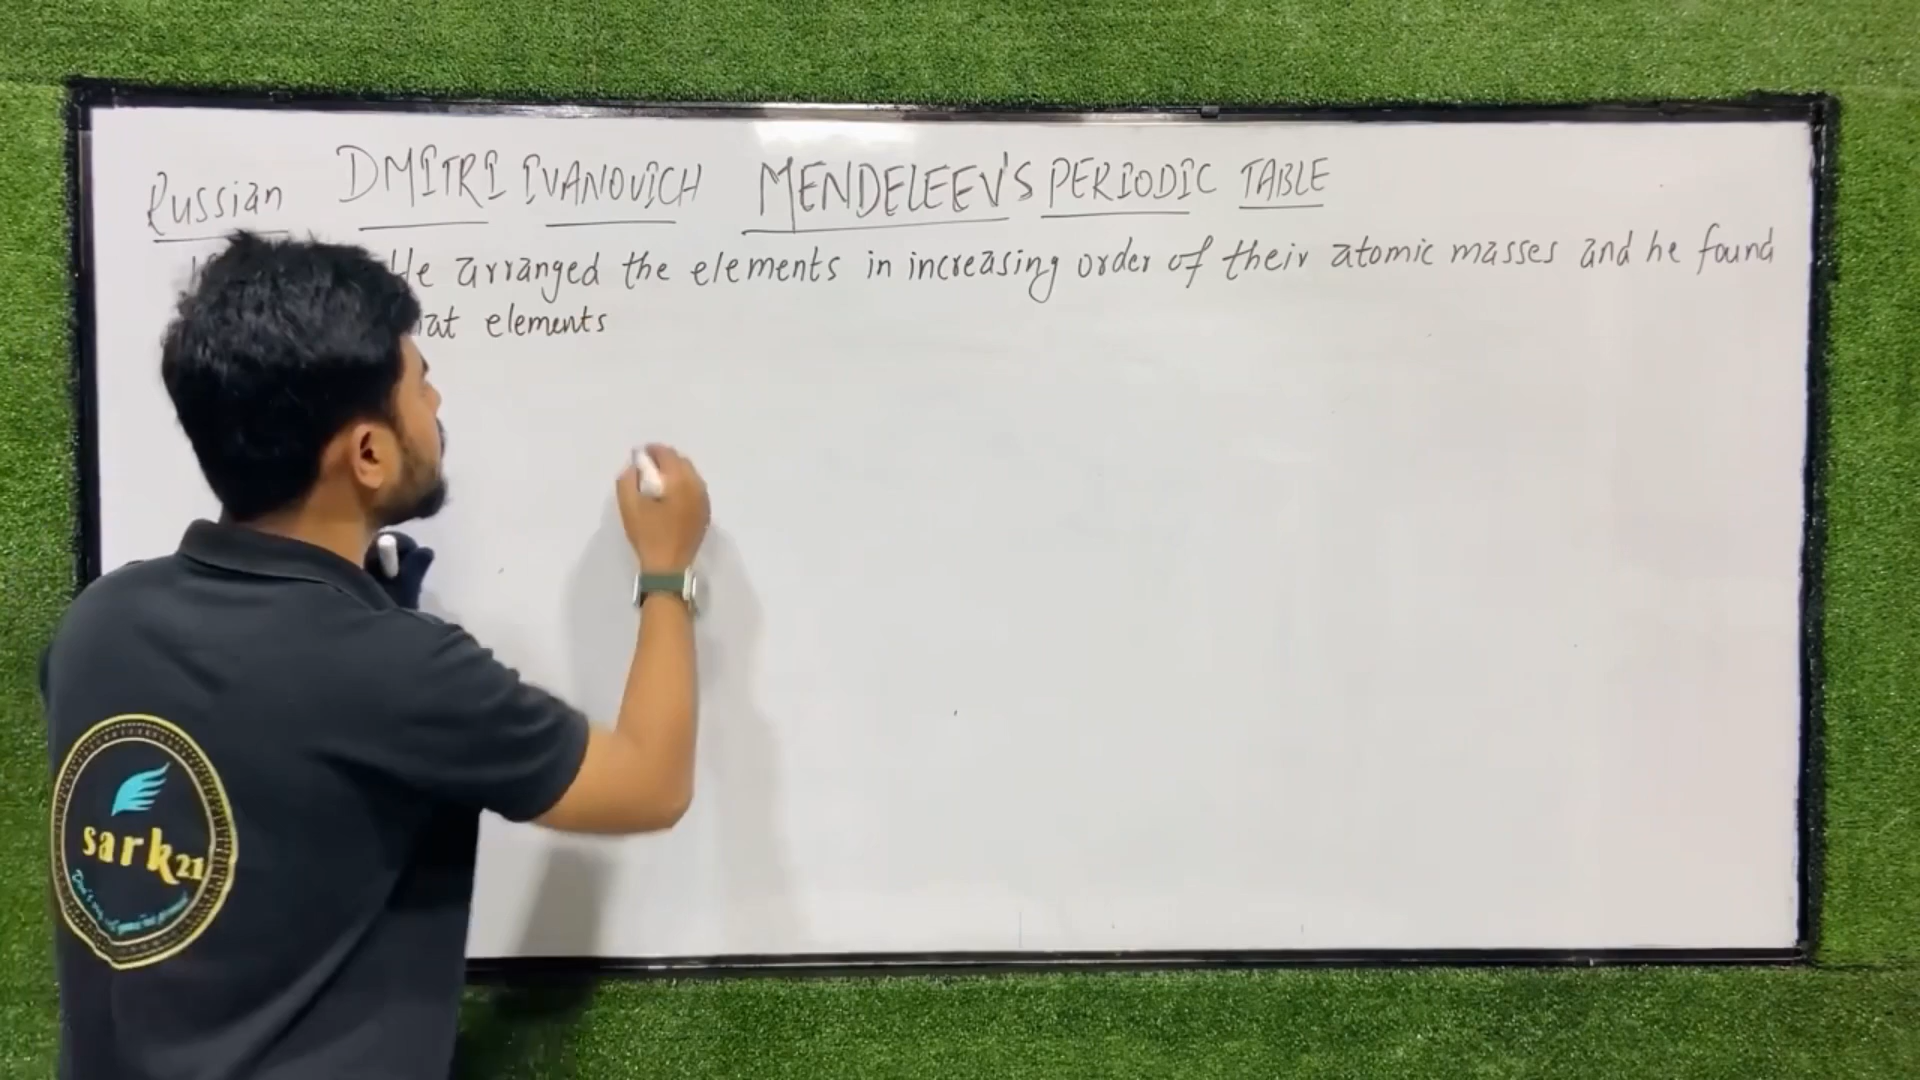 Russian DMITRI IVANOVICH MENDELEEV'S PERIODIC TABLE
He arranged the elements in increasing order of their atomic masses and he found
elements
sark21